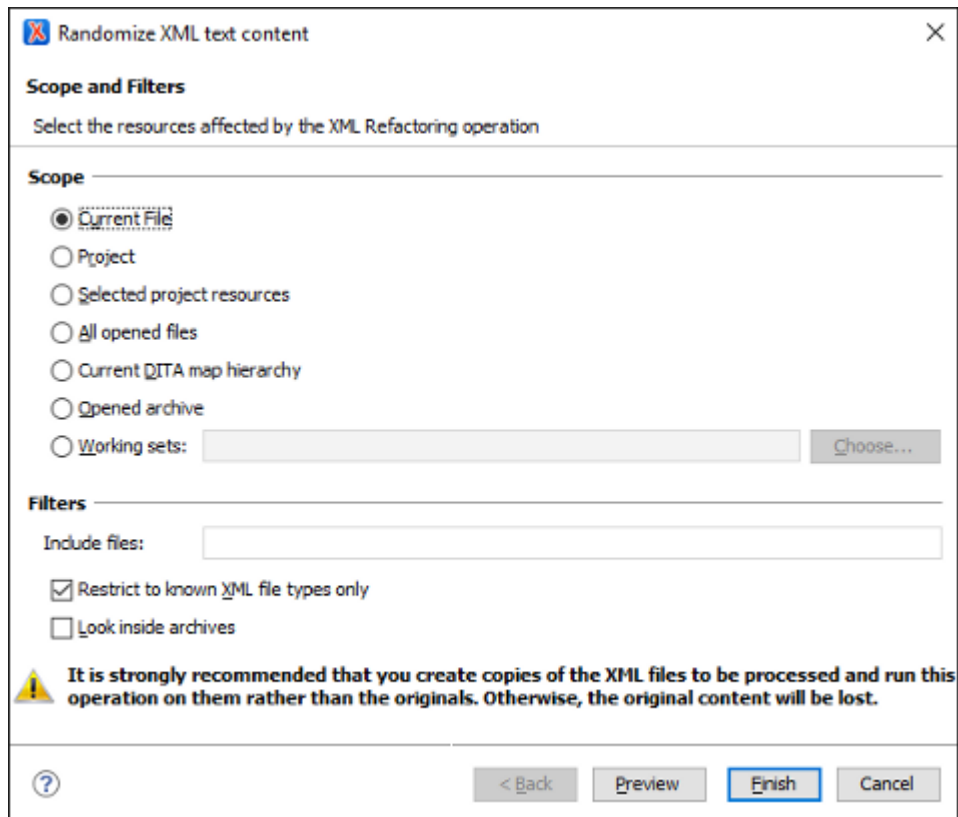 Randomize XML text content
Scope and Filters
Select the resources affected by the XML Refactoring operation
Scope
Current File
Project
Selected project resources
All opened files
Current DITA map hierarchy
Opened archive
Working sets:
Choose...
Filters
Include files:
Restrict to known XML file types only
Look inside archives
It is strongly recommended that you create copies of the XML files to be processed and run this
operation on them rather than the originals. Otherwise, the original content will be lost.
? < Back Preview Finish Cancel